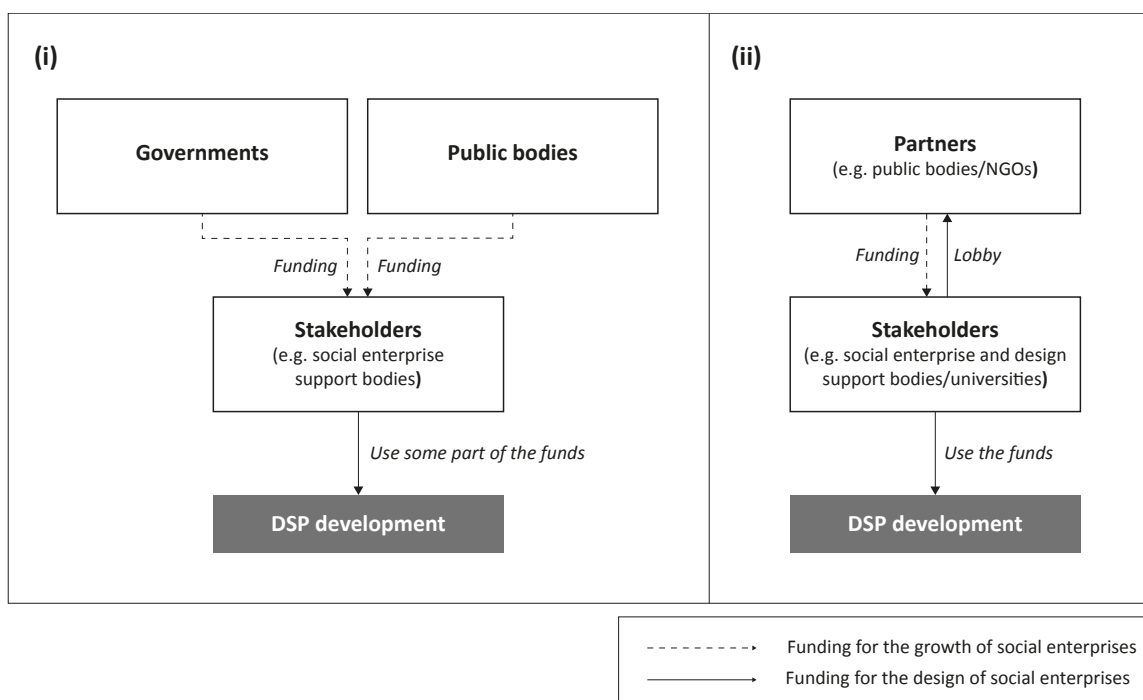 (i)
Governments
Public bodies
Funding
Funding
Stakeholders
(e.g. social enterprise
support bodies)
Use some part of the funds
DSP development
(ii)
Partners
(e.g. public bodies/NGOs)
Funding
Lobby
Stakeholders
(e.g. social enterprise and design
support bodies/universities)
Use the funds
DSP development
Funding for the growth of social enterprises
Funding for the design of social enterprises